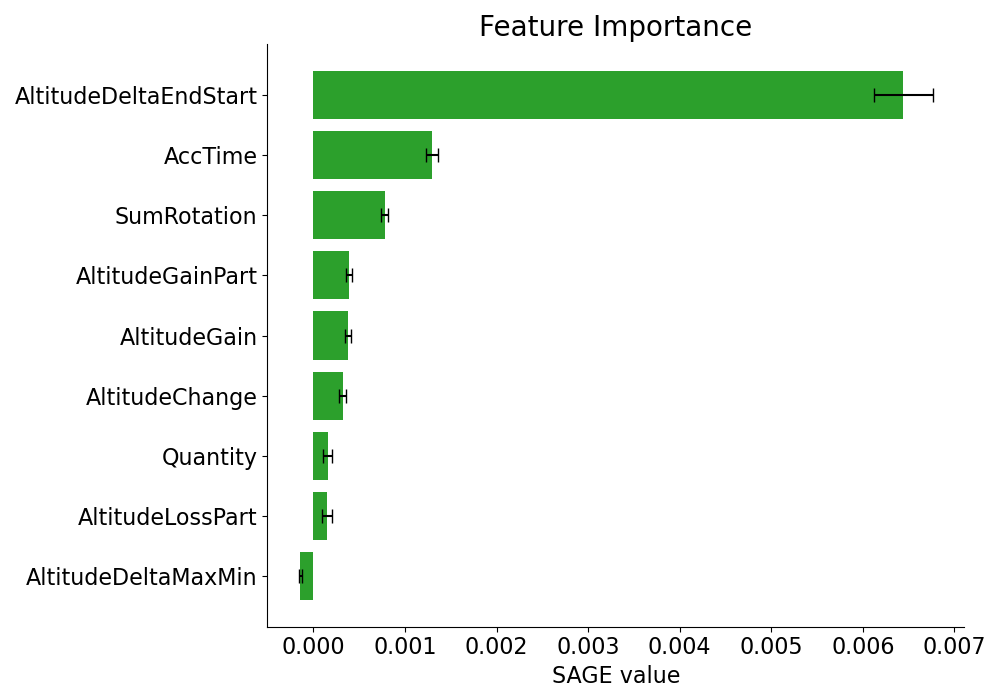 Feature Importance
AltitudeDeltaEndStart
AccTime
SumRotation
AltitudeGainPart
AltitudeGain
AltitudeChange
Quantity
AltitudeLossPart
AltitudeDeltaMaxMin
0.000 0.001 0.002 0.003 0.004 0.005 0.006 0.007
SAGE value